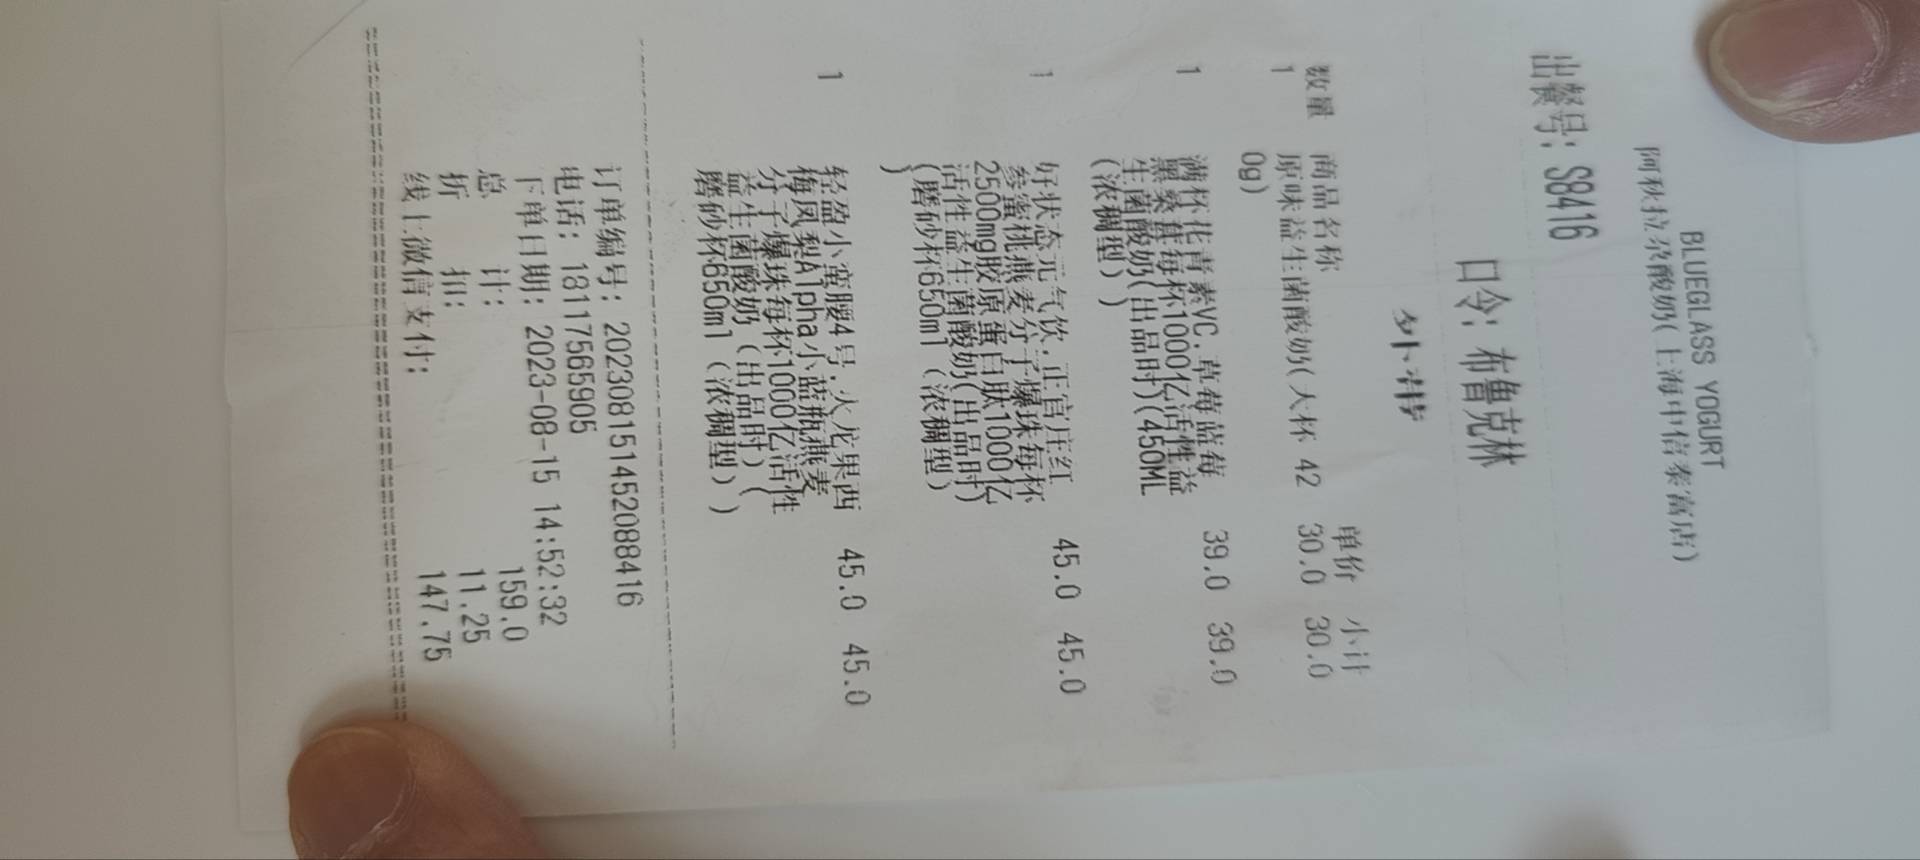 BLUEGLASS YOGURT
阿秋拉尕酸奶(上海中信泰富店)
出餐号: S8416
口令: 布鲁克林
外带
数量 商品名称 单价 小计
1 原味益生菌酸奶(大杯 42 30.0 30.0
0g)
1 满杯花青素VC.草莓蓝莓 39.0 39.0
黑桑葚每杯1000亿活性益
生菌酸奶(出品时)(450ML
(浓稠型))
1 好状态元气饮.正官庄红 45.0 45.0
参蜜桃燕麦分子爆珠每杯
2500mg胶原蛋白肽1000亿
活性益生菌酸奶(出品时)
(磨砂杯650ml (浓稠型)
)
1 轻盈小蛮腰4号.火龙果西 45.0 45.0
梅凤梨Alpha小蓝瓶燕麦
分子爆珠每杯1000亿活性
益生菌酸奶 (出品时) (
磨砂杯650ml (浓稠型) )
订单编号: 20230815145208​8416
电话: 18117565905
下单日期: 2023-08-15 14:52:32
总 计: 159.0
折 扣: 11.25
线上微信支付: 147.75